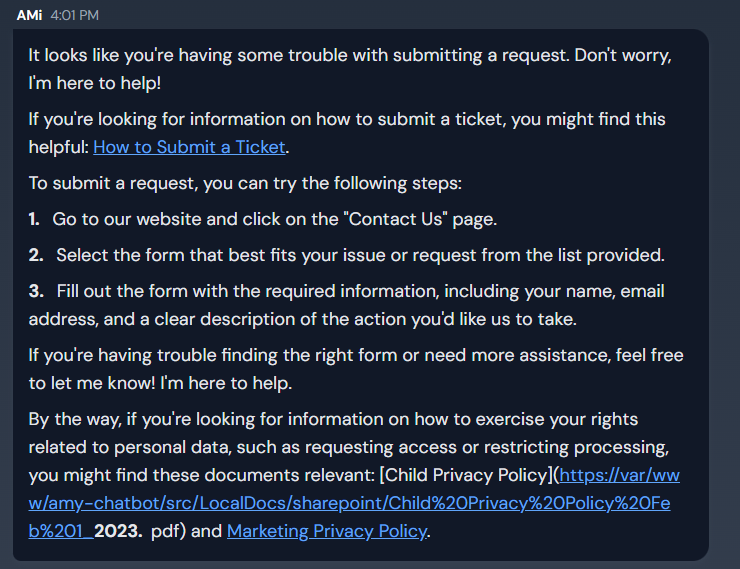 AMi 4:01 PM
It looks like you're having some trouble with submitting a request. Don't worry,
I'm here to help!
If you're looking for information on how to submit a ticket, you might find this
helpful: How to Submit a Ticket.
To submit a request, you can try the following steps:
1. Go to our website and click on the "Contact Us" page.
2. Select the form that best fits your issue or request from the list provided.
3. Fill out the form with the required information, including your name, email
address, and a clear description of the action you'd like us to take.
If you're having trouble finding the right form or need more assistance, feel free
to let me know! I'm here to help.
By the way, if you're looking for information on how to exercise your rights
related to personal data, such as requesting access or restricting processing,
you might find these documents relevant: [Child Privacy Policy](https://var/ww
w/amy-chatbot/src/LocalDocs/sharepoint/Child%20Privacy%20Policy%20Fe
b%201_2023. pdf) and Marketing Privacy Policy.